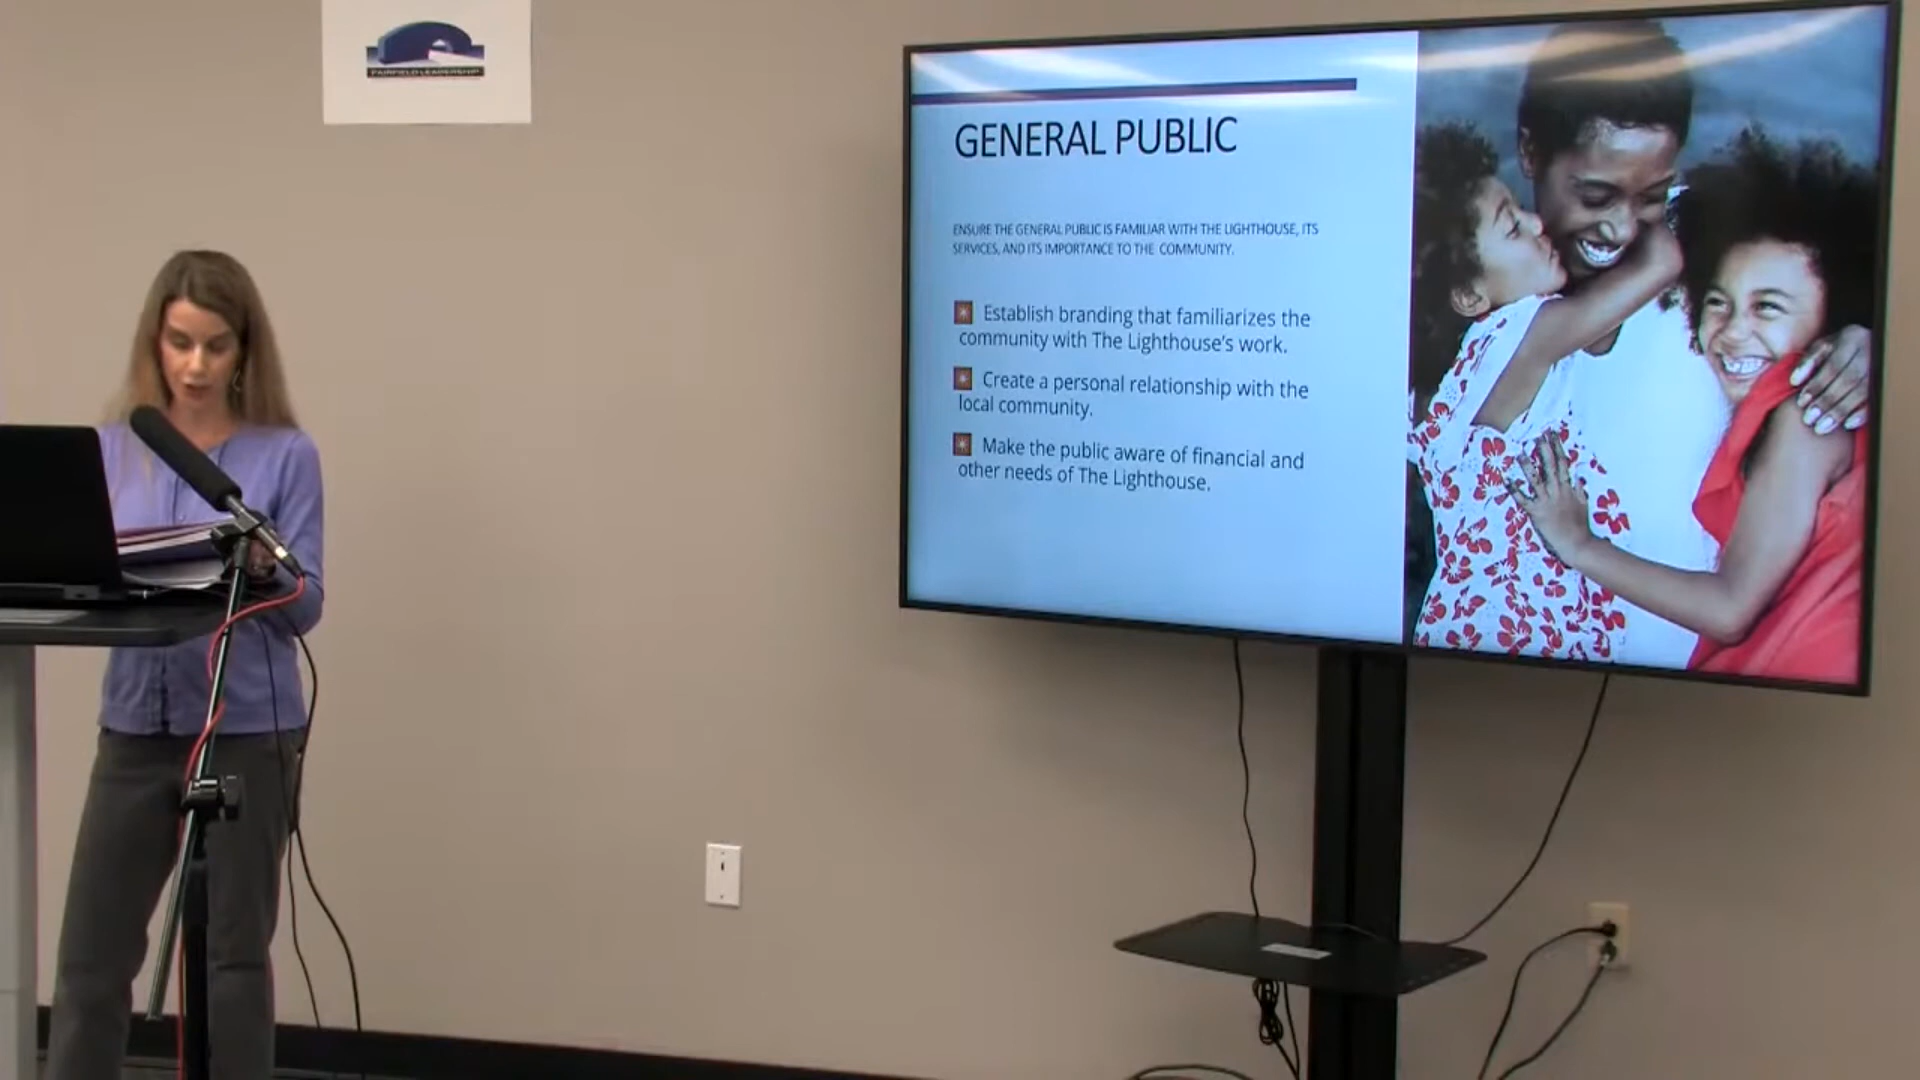 FAIRFIELD LEADERSHIP
GENERAL PUBLIC
ENSURE THE GENERAL PUBLIC IS FAMILIAR WITH THE LIGHTHOUSE, ITS
SERVICES, AND ITS IMPORTANCE TO THE COMMUNITY.
Establish branding that familiarizes the
community with The Lighthouse's work.
Create a personal relationship with the
local community.
Make the public aware of financial and
other needs of The Lighthouse.